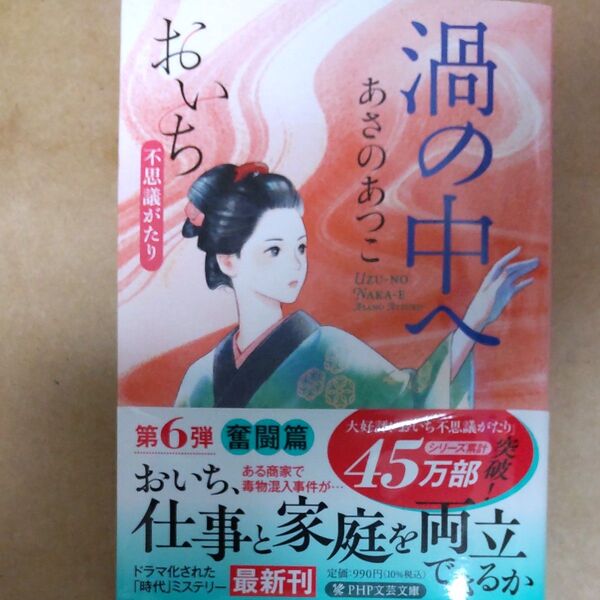 渦の中へ
あさのあつこ
UZU-NO
NAKA-E
ASANO ATSUKO
おいち
不思議がたり
第6弾
奮闘篇
大好評「おいち不思議がたり」
シリーズ累計
45万部
突破!
おいち、
ある商家で
毒物混入事件が…
仕事と家庭を両立
できるか
ドラマ化された
「時代」ミステリー
最新刊
定価:990円(10%税込)
PHP文芸文庫